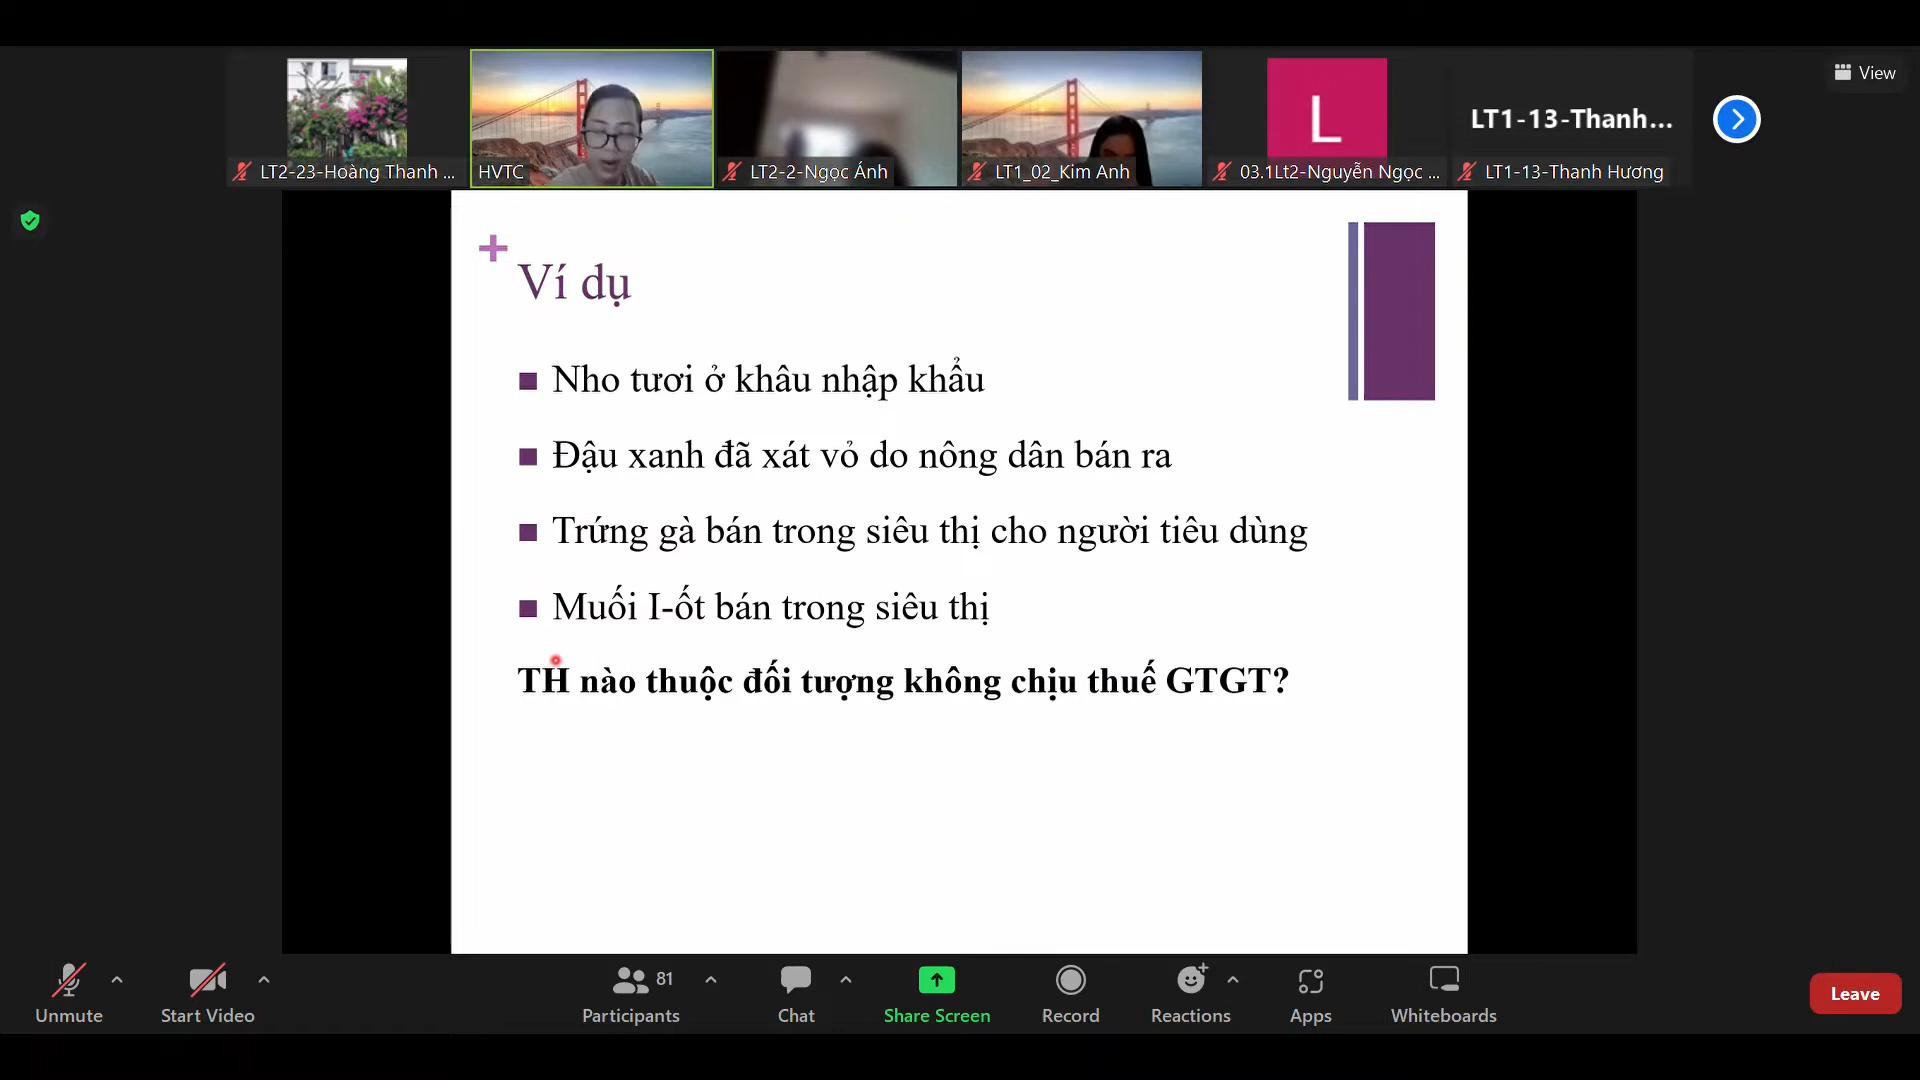 View
LT1-13-Thanh...
L
LT2-23-Hoàng Thanh ...
HVTC
LT2-2-Ngọc Ánh
LT1_02_Kim Anh
03.1Lt2-Nguyễn Ngọc ...
LT1-13-Thanh Hương
+
Ví dụ
Nho tươi ở khâu nhập khẩu
Đậu xanh đã xát vỏ do nông dân bán ra
Trứng gà bán trong siêu thị cho người tiêu dùng
Muối I-ốt bán trong siêu thị
TH nào thuộc đối tượng không chịu thuế GTGT?
81
Unmute
Start Video
Participants
Chat
Share Screen
Record
Reactions
Apps
Whiteboards
Leave